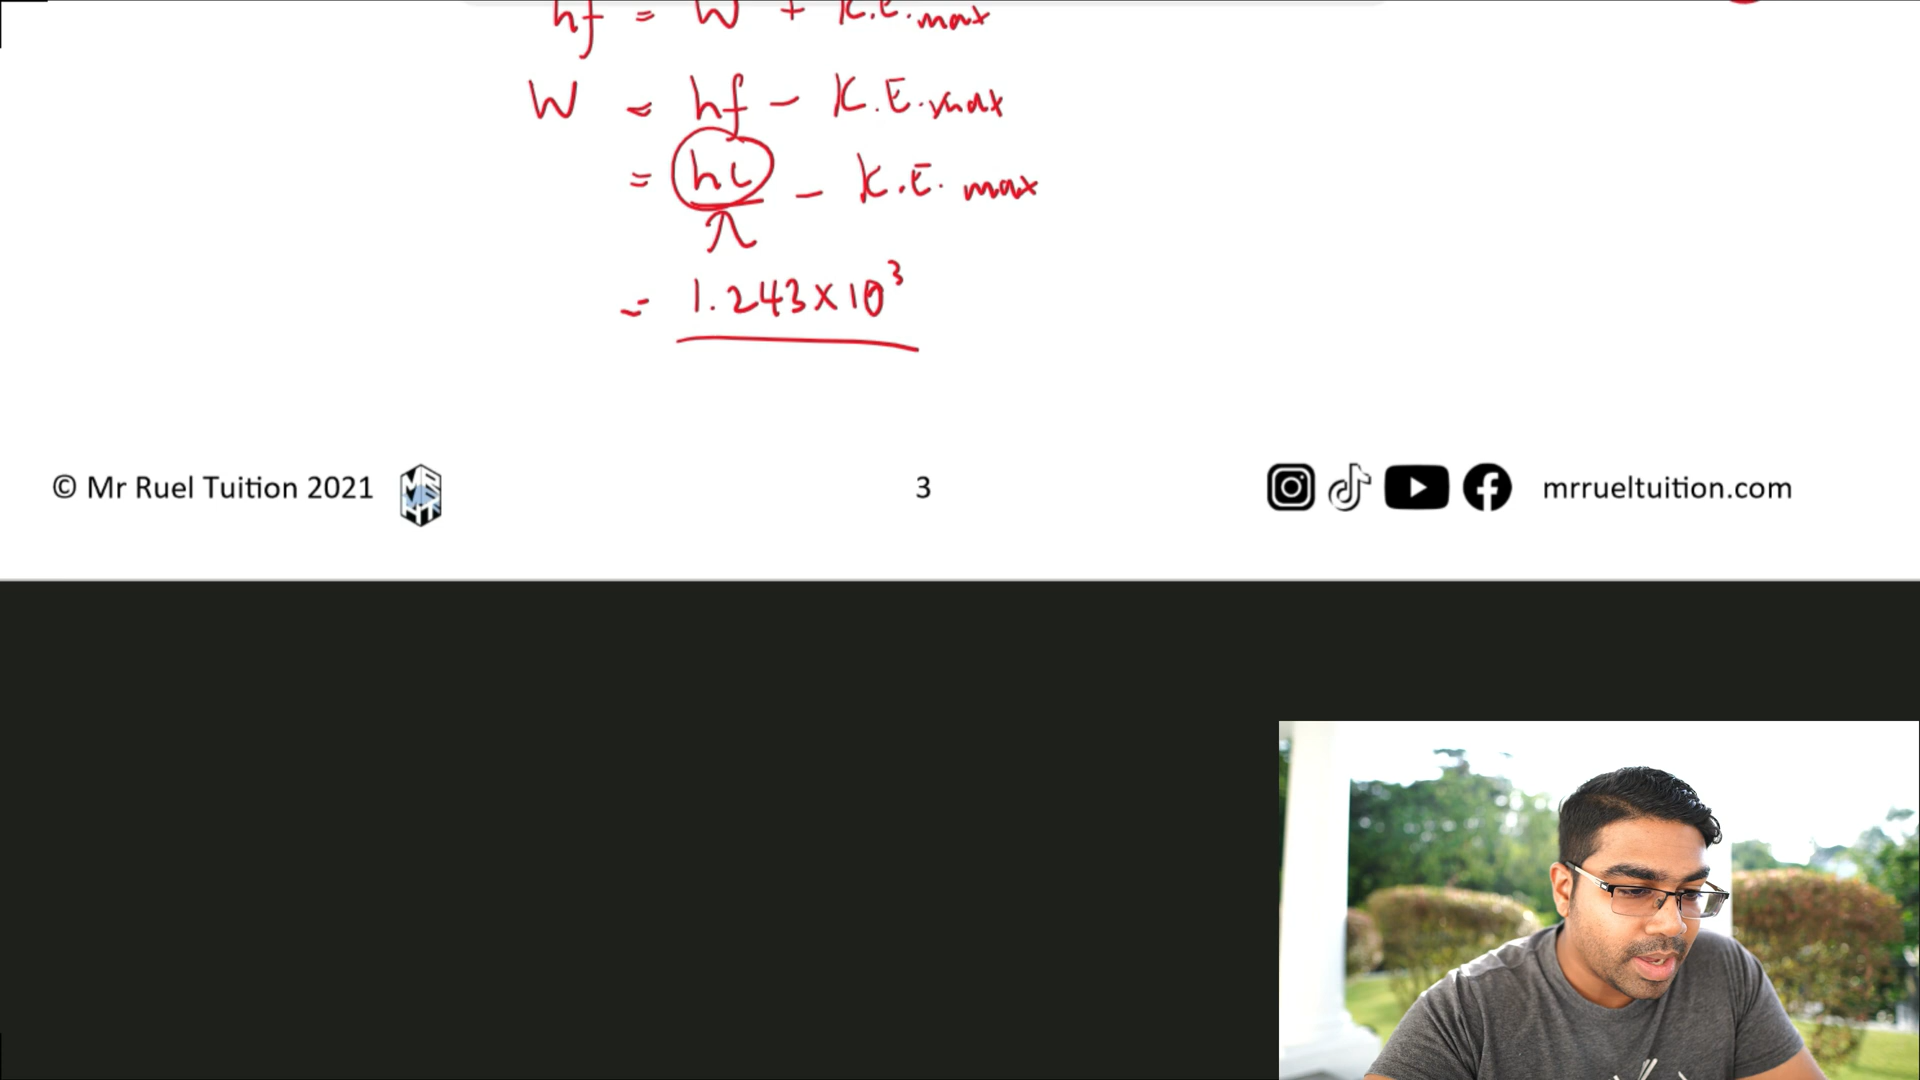 hf = W + K.E. max
W = hf - K.E. max
= hc/λ - K.E. max
= 1.243 × 10³
© Mr Ruel Tuition 2021 3 mrrueltuition.com